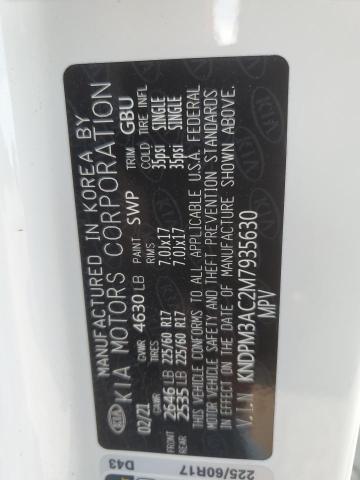 KIA
MANUFACTURED IN KOREA BY
KIA MOTORS CORPORATION
02/21 GVWR 4630 LB PAINT SWP TRIM GBU
TIRES RIMS COLD TIRE INFL
FRONT 2646 LB 225/60 R17 7.0Jx17 35psi SINGLE
REAR 2535 LB 225/60 R17 7.0Jx17 35psi SINGLE
THIS VEHICLE CONFORMS TO ALL APPLICABLE U.S.A. FEDERAL
MOTOR VEHICLE SAFETY AND THEFT PREVENTION STANDARDS
IN EFFECT ON THE DATE OF MANUFACTURE SHOWN ABOVE.
V.I.N KNDPM3AC2M7935630
MPV
D43
225/60R17